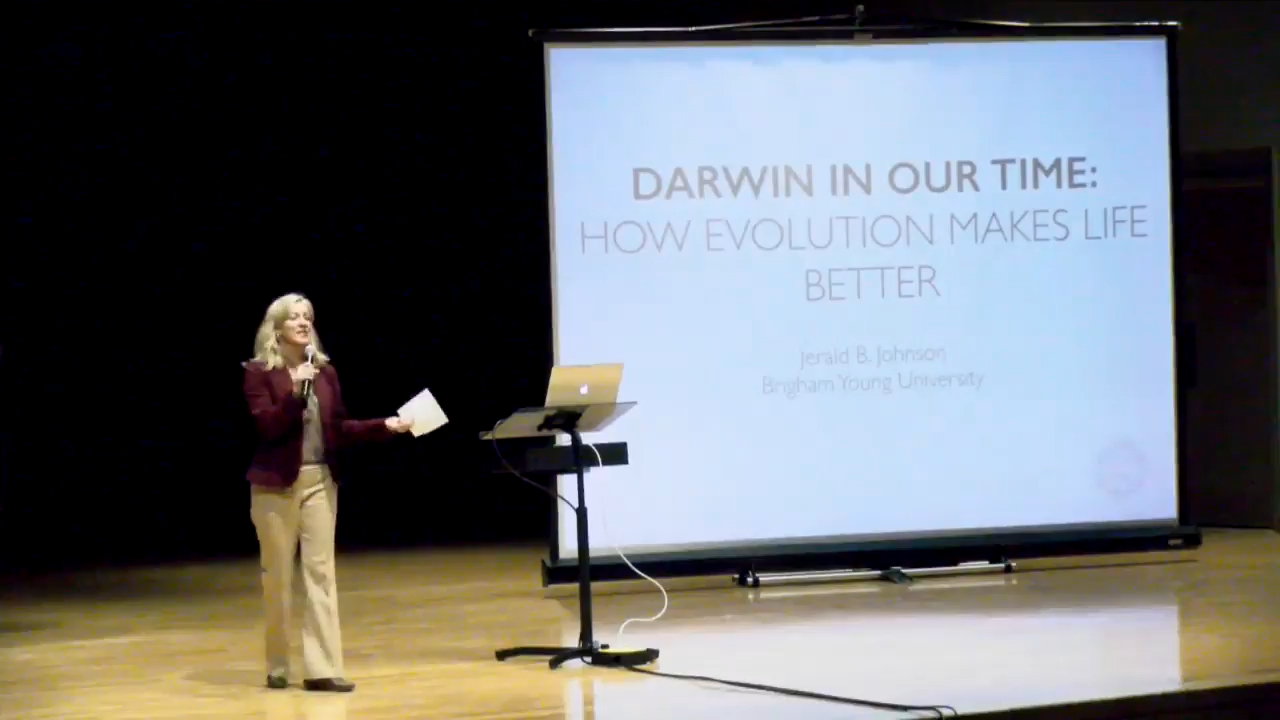 DARWIN IN OUR TIME:
HOW EVOLUTION MAKES LIFE
BETTER
Jerald B. Johnson
Brigham Young University